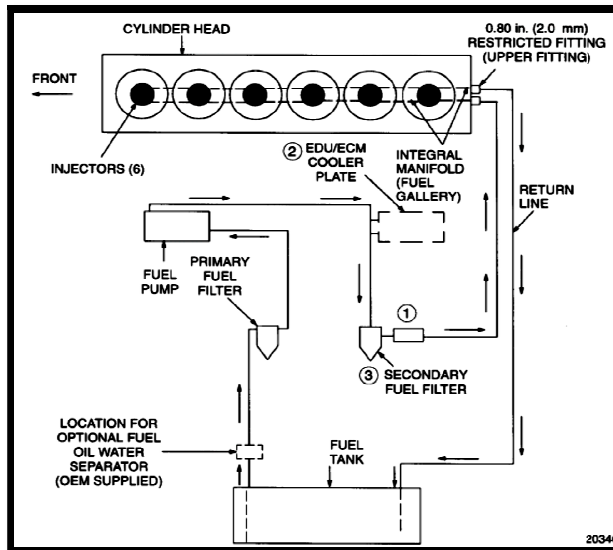 CYLINDER HEAD
0.80 in. (2.0 mm)
RESTRICTED FITTING
(UPPER FITTING)
FRONT
INJECTORS (6)
2 EDU/ECM
COOLER
PLATE
INTEGRAL
MANIFOLD
(FUEL
GALLERY)
RETURN
LINE
FUEL
PUMP
PRIMARY
FUEL
FILTER
1
3 SECONDARY
FUEL FILTER
LOCATION FOR
OPTIONAL FUEL
OIL WATER
SEPARATOR
(OEM SUPPLIED)
FUEL
TANK